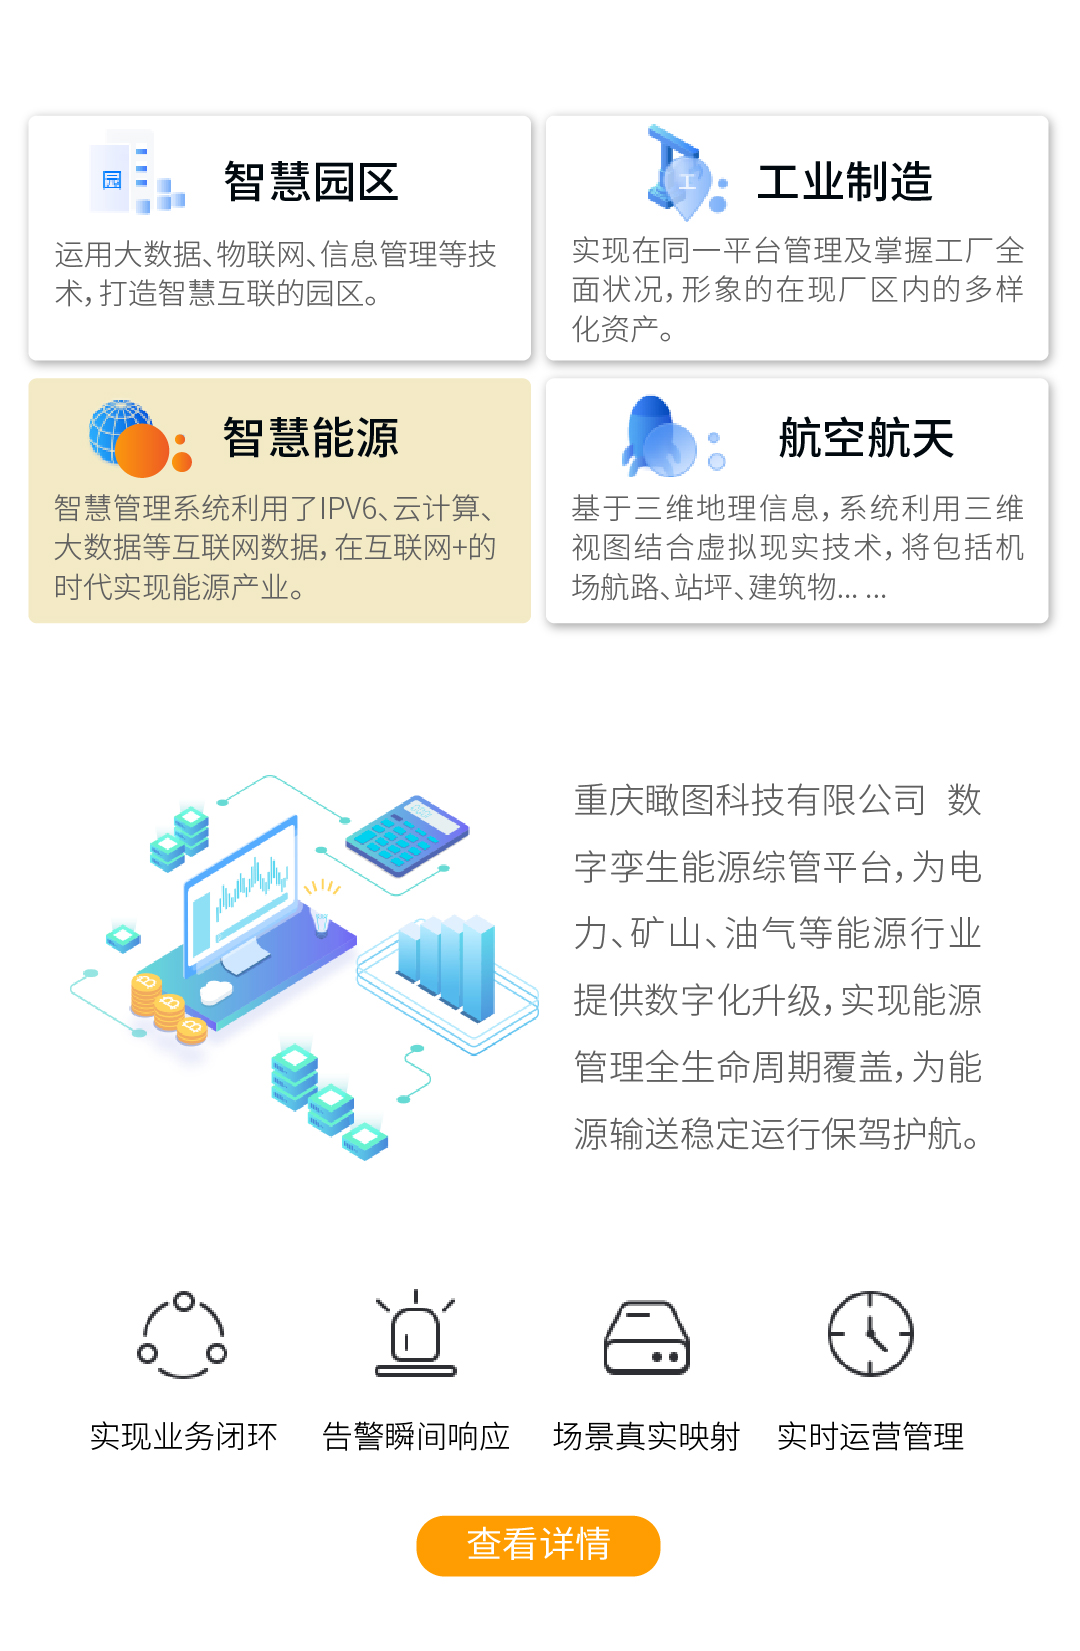 园
智慧园区
运用大数据、物联网、信息管理等技
术，打造智慧互联的园区。
工
工业制造
实现在同一平台管理及掌握工厂全
面状况，形象的在现厂区内的多样
化资产。
智慧能源
智慧管理系统利用了IPV6、云计算、
大数据等互联网数据，在互联网+的
时代实现能源产业。
航空航天
基于三维地理信息，系统利用三维
视图结合虚拟现实技术，将包括机
场航路、站坪、建筑物... ...
重庆瞰图科技有限公司 数
字孪生能源综管平台，为电
力、矿山、油气等能源行业
提供数字化升级，实现能源
管理全生命周期覆盖，为能
源输送稳定运行保驾护航。
实现业务闭环
告警瞬间响应
场景真实映射
实时运营管理
查看详情